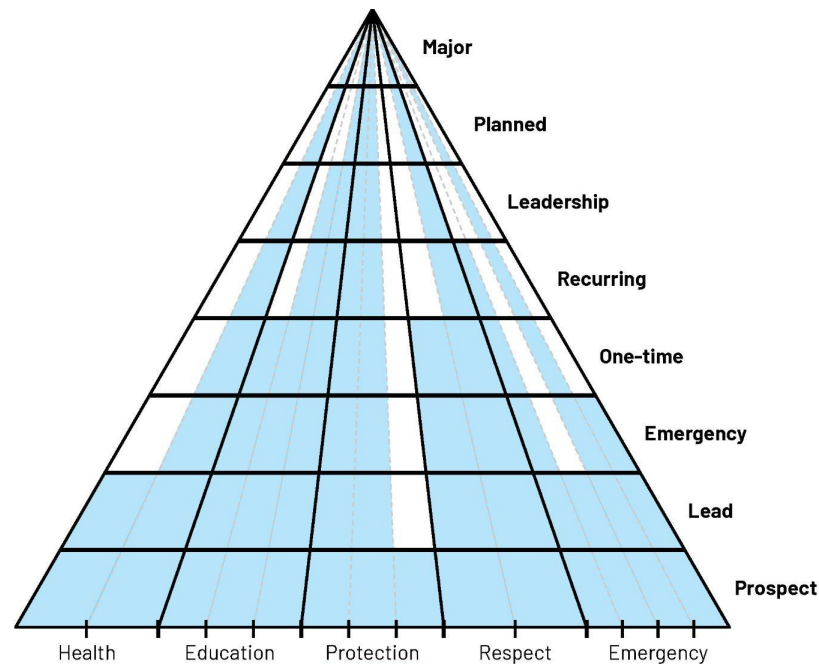 Major
Planned
Leadership
Recurring
One-time
Emergency
Lead
Prospect
Health Education Protection Respect Emergency